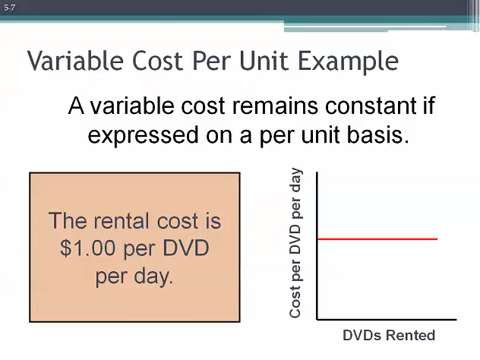 5-7
Variable Cost Per Unit Example
A variable cost remains constant if
expressed on a per unit basis.
The rental cost is
$1.00 per DVD
per day.
Cost per DVD per day
DVDs Rented